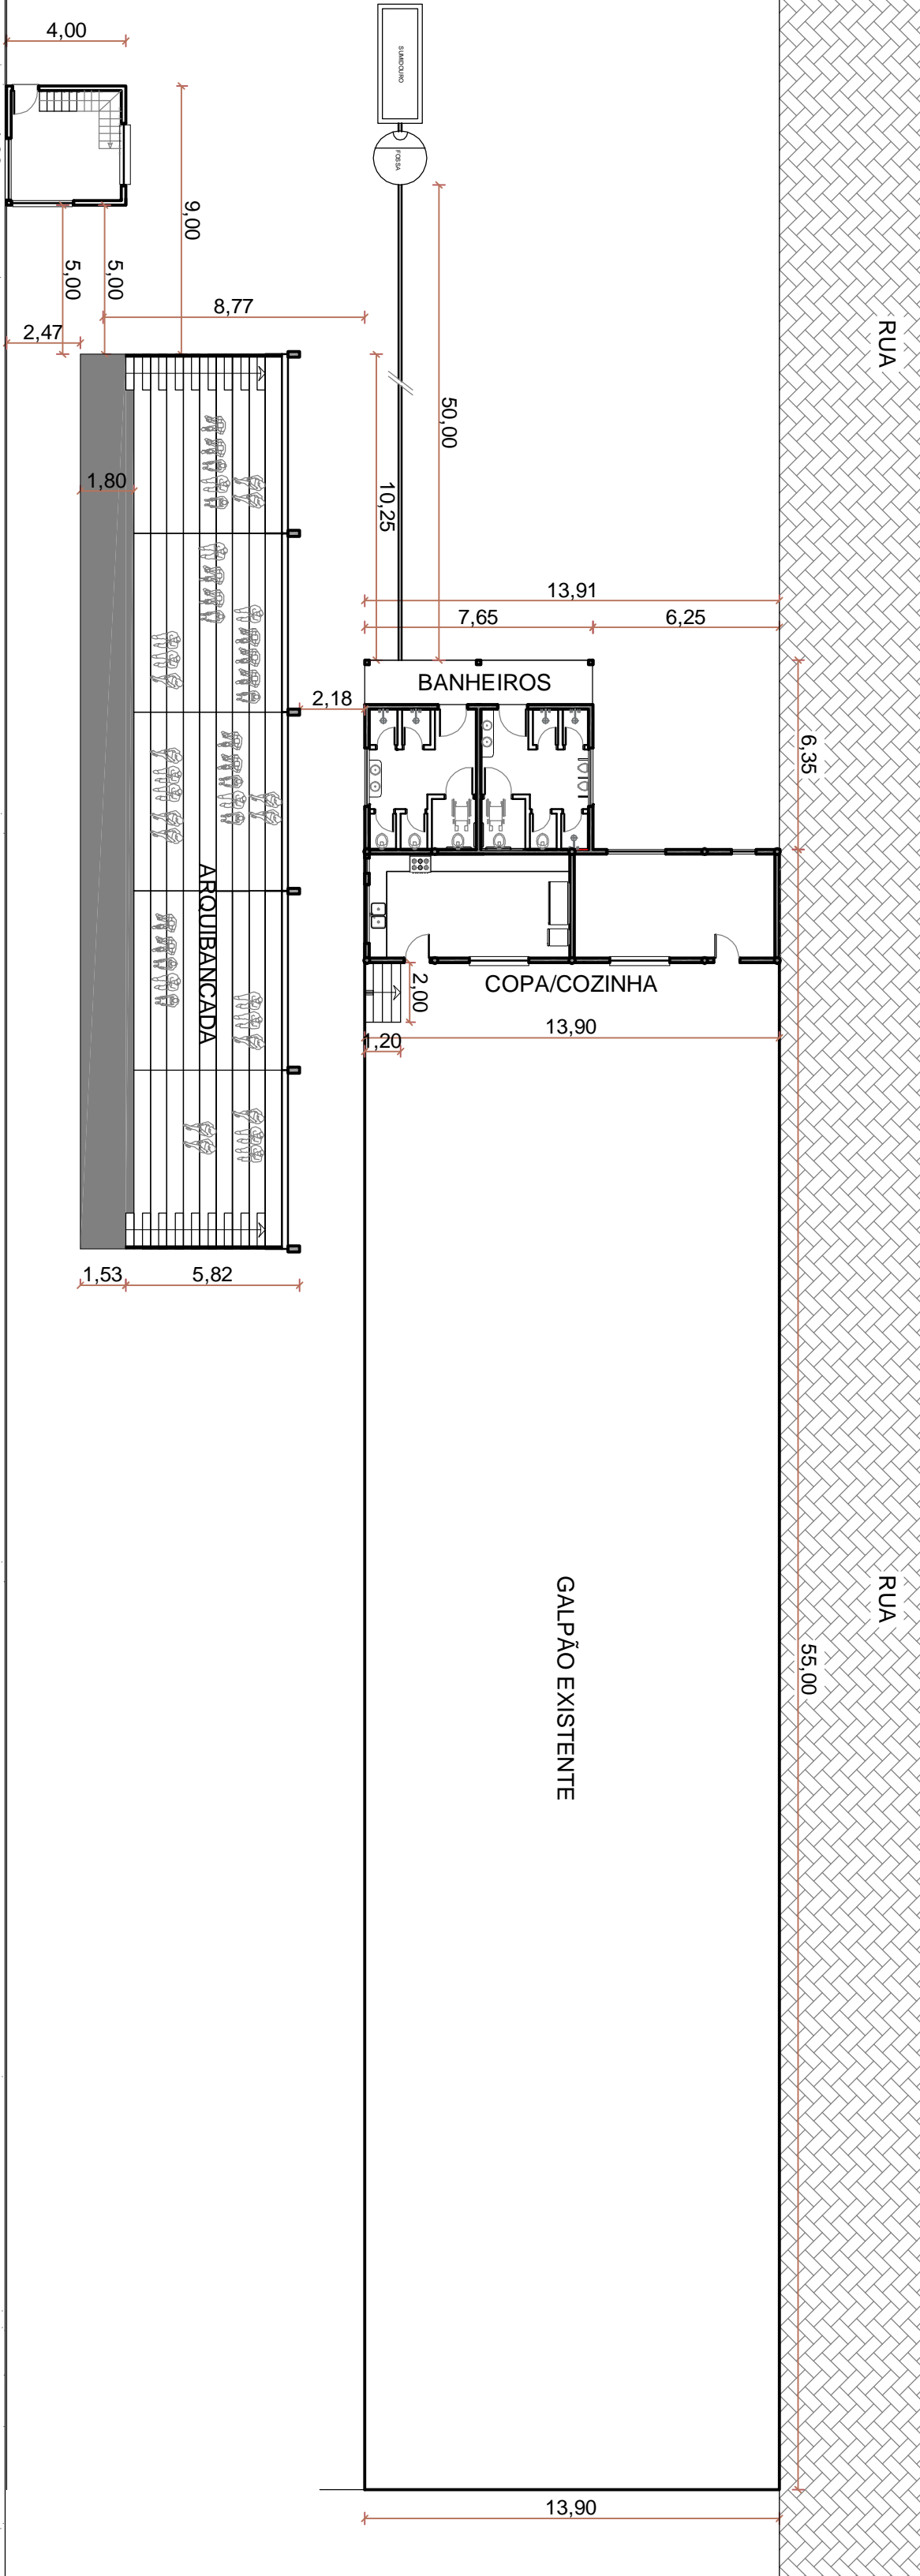 4,00
SUMIDOURO
FOSSA
9,00
5,00
5,00
8,77
2,47
RUA
50,00
10,25
1,80
13,91
7,65
6,25
BANHEIROS
2,18
6,35
ARQUIBANCADA
COPA/COZINHA
2,00
13,90
1,20
1,53
5,82
GALPÃO EXISTENTE
RUA
55,00
13,90